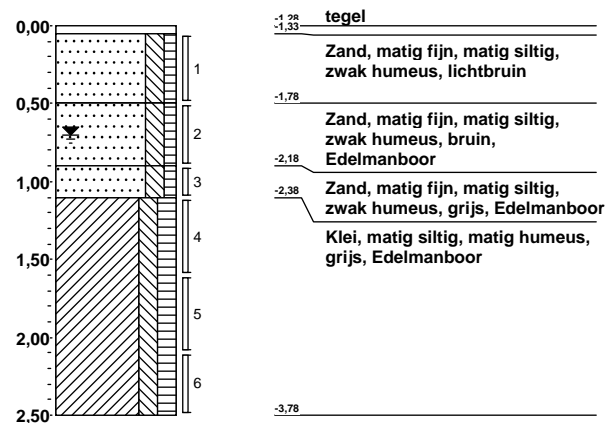 0,00
0,50
1,00
1,50
2,00
2,50
1
2
3
4
5
6
-1,28 tegel
-1,33
Zand, matig fijn, matig siltig,
zwak humeus, lichtbruin
-1,78
Zand, matig fijn, matig siltig,
zwak humeus, bruin,
Edelmanboor
-2,18
Zand, matig fijn, matig siltig,
zwak humeus, grijs, Edelmanboor
-2,38
Klei, matig siltig, matig humeus,
grijs, Edelmanboor
-3,78